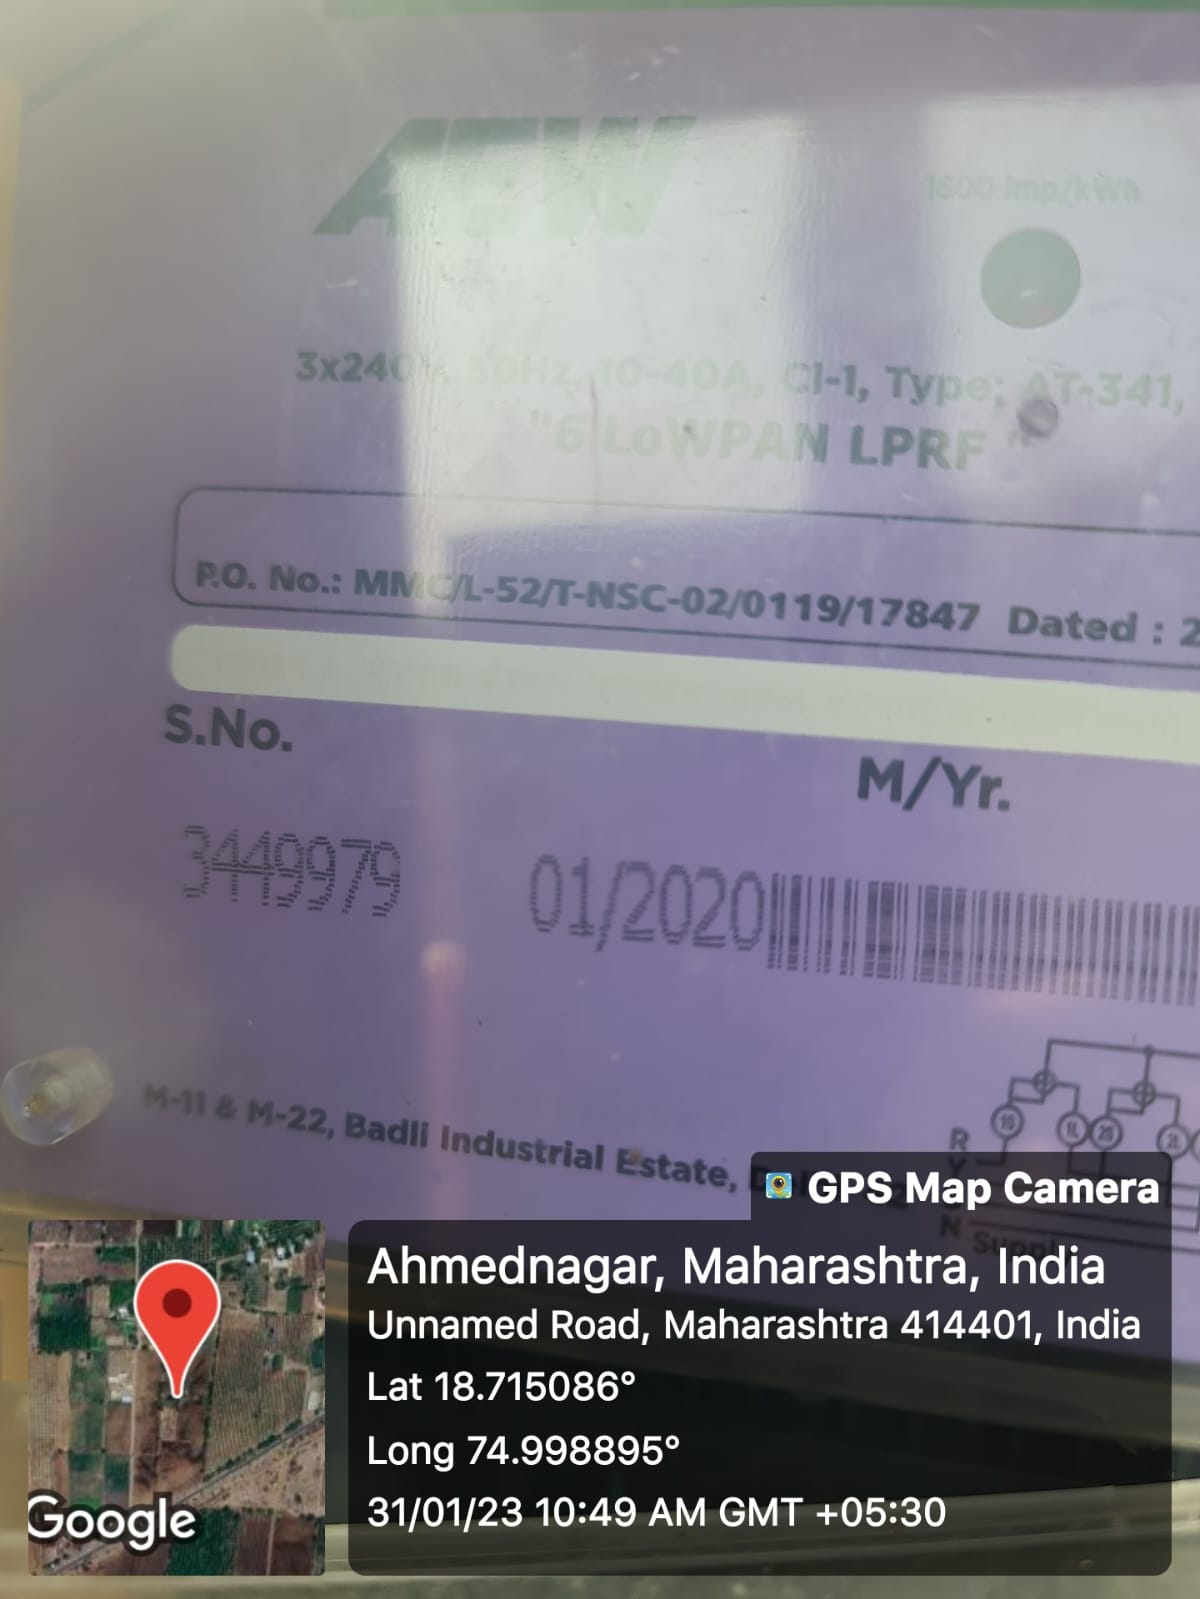 1600 imp/kWh
3x240V, 50Hz, 10-40A, Cl-1, Type: AT-341,
"6 LoWPAN LPRF"
P.O. No.: MMC/L-52/T-NSC-02/0119/17847 Dated : 2
S.No.
M/Yr.
3449979
01/2020
M-11 & M-22, Badli Industrial Estate,
1S 1L 2S 2L
R
Y
N Supply
GPS Map Camera
Ahmednagar, Maharashtra, India
Unnamed Road, Maharashtra 414401, India
Lat 18.715086°
Long 74.998895°
31/01/23 10:49 AM GMT +05:30
Google